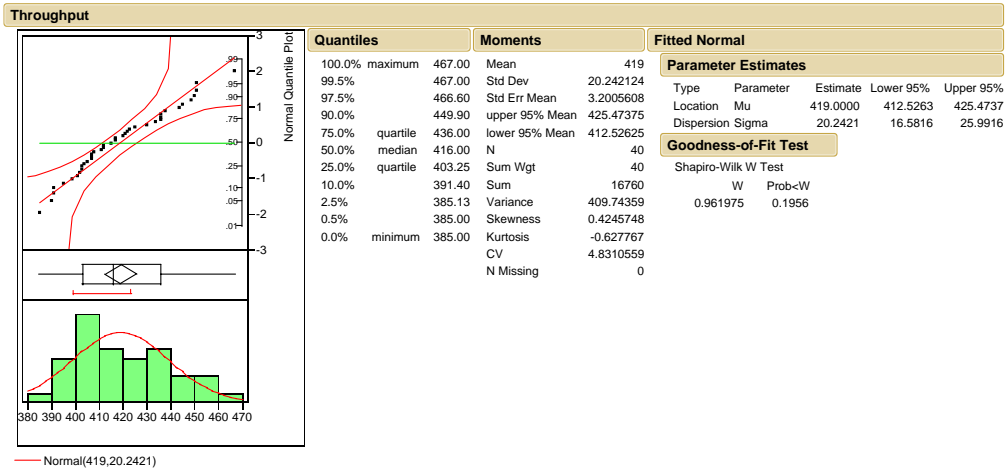 Throughput
3
2
1
0
-1
-2
-3
.99
.95
.90
.75
.50
.25
.10
.05
.01
Normal Quantile Plot
380 390 400 410 420 430 440 450 460 470
Normal(419,20.2421)
Quantiles
100.0% maximum 467.00
99.5% 467.00
97.5% 466.60
90.0% 449.90
75.0% quartile 436.00
50.0% median 416.00
25.0% quartile 403.25
10.0% 391.40
2.5% 385.13
0.5% 385.00
0.0% minimum 385.00
Moments
Mean 419
Std Dev 20.242124
Std Err Mean 3.2005608
upper 95% Mean 425.47375
lower 95% Mean 412.52625
N 40
Sum Wgt 40
Sum 16760
Variance 409.74359
Skewness 0.4245748
Kurtosis -0.627767
CV 4.8310559
N Missing 0
Fitted Normal
Parameter Estimates
Type Parameter Estimate Lower 95% Upper 95%
Location Mu 419.0000 412.5263 425.4737
Dispersion Sigma 20.2421 16.5816 25.9916
Goodness-of-Fit Test
Shapiro-Wilk W Test
W Prob<W
0.961975 0.1956